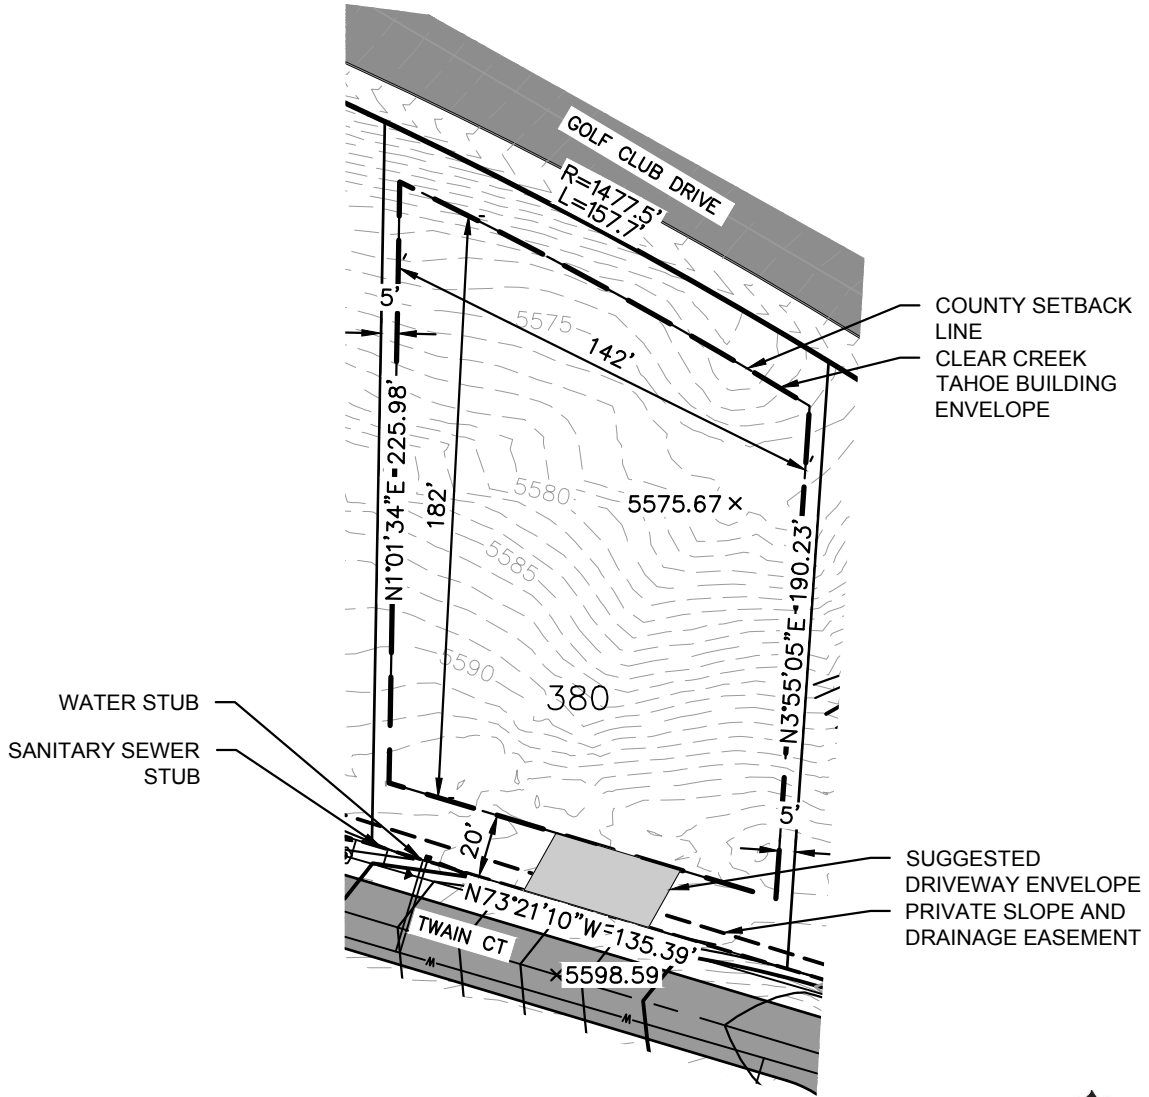 GOLF CLUB DRIVE
R=1477.5'
L=157.7'
COUNTY SETBACK
LINE
CLEAR CREEK
TAHOE BUILDING
ENVELOPE
5'
5575
142'
N1°01'34"E 225.98'
182'
5580
5575.67 ×
5585
N3°55'05"E 190.23'
5590
380
WATER STUB
SANITARY SEWER
STUB
5'
20'
SUGGESTED
DRIVEWAY ENVELOPE
PRIVATE SLOPE AND
DRAINAGE EASEMENT
N73°21'10"W 135.39'
TWAIN CT
×5598.59
W
W